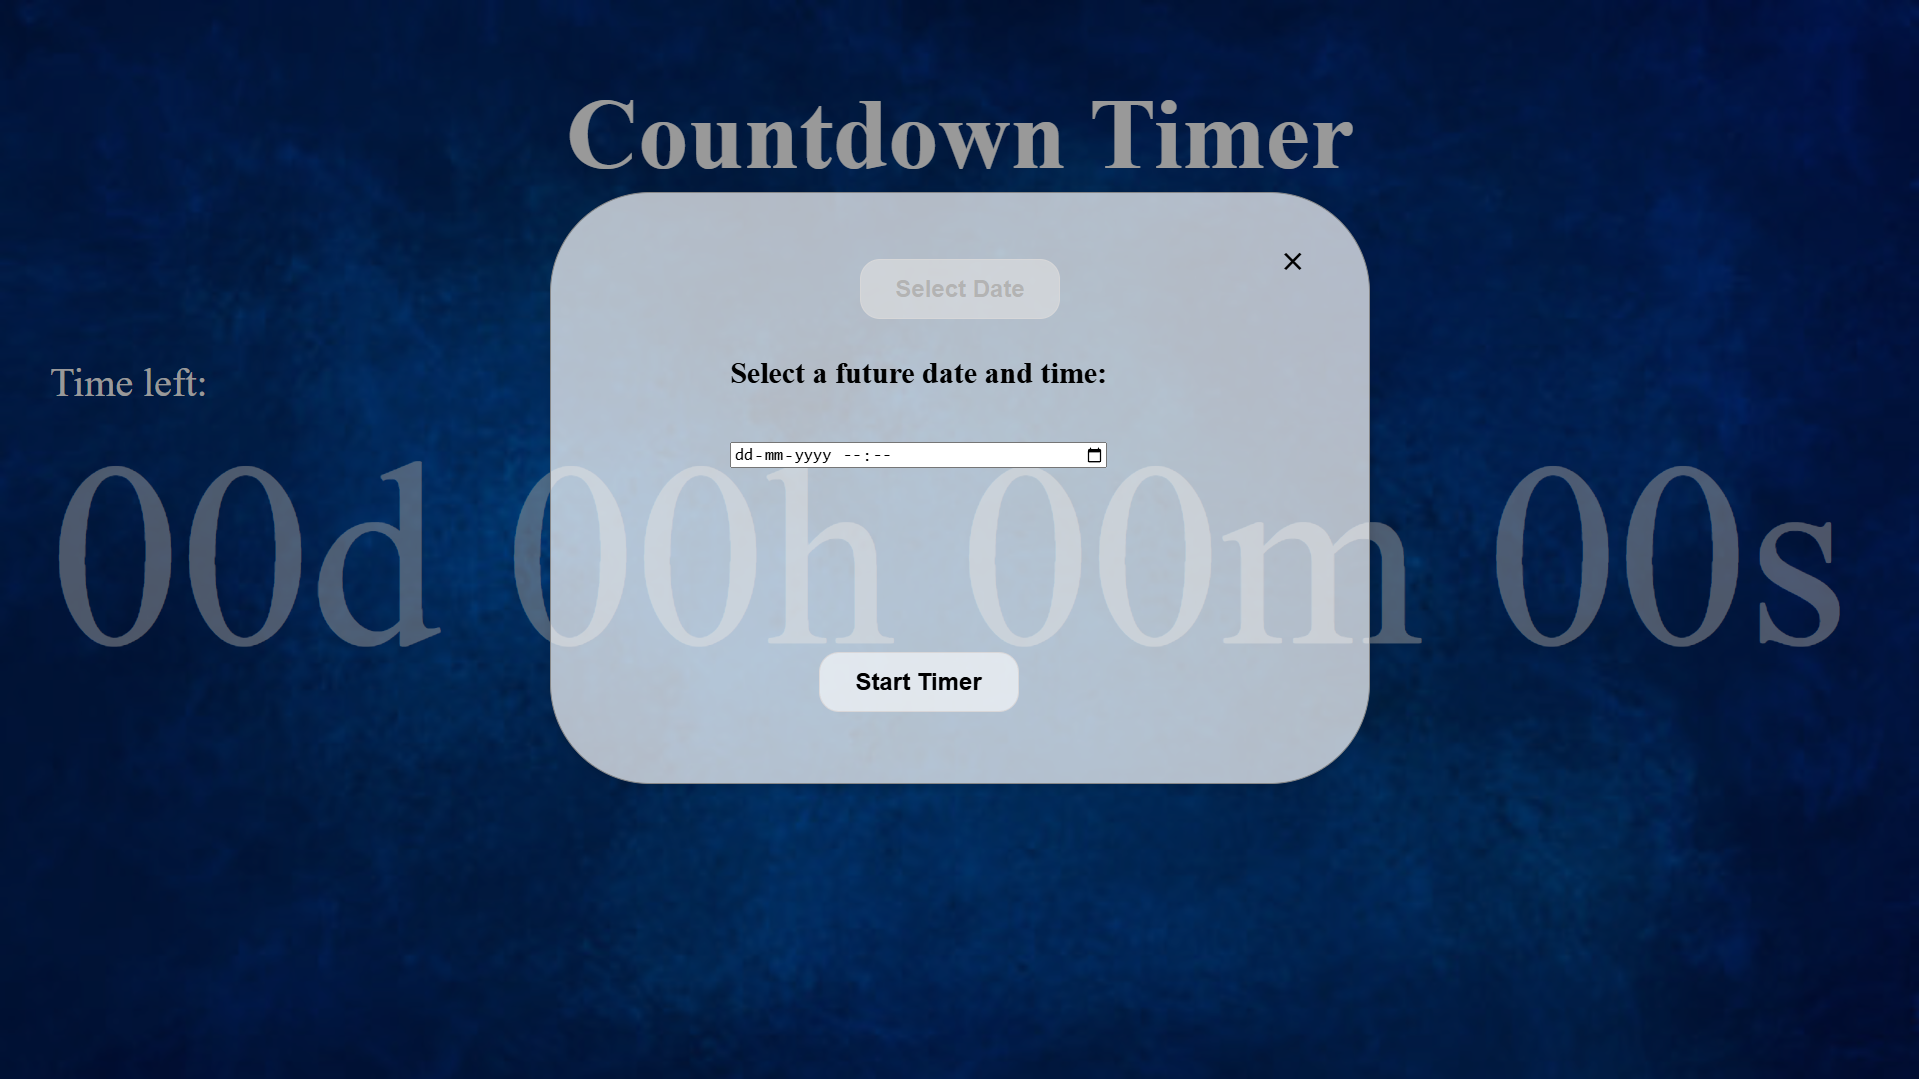 Countdown Timer
Select Date
Select a future date and time:
Time left:
dd-mm-yyyy --:--
00d 00h 00m 00s
Start Timer